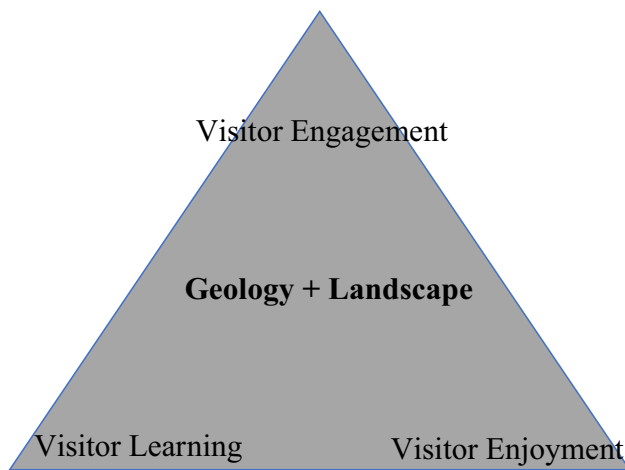 Visitor Engagement
Geology + Landscape
Visitor Learning
Visitor Enjoyment